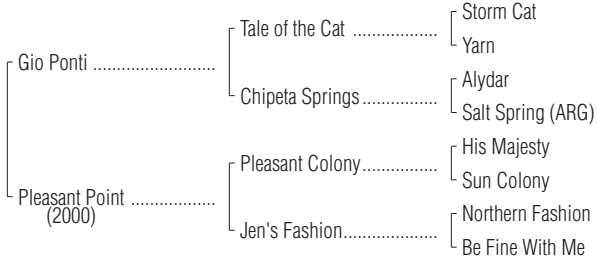 Storm Cat
Tale of the Cat ..................
Yarn
Gio Ponti ..........................
Alydar
Chipeta Springs................
Salt Spring (ARG)
His Majesty
Pleasant Colony................
Sun Colony
Pleasant Point ..................
(2000)
Northern Fashion
Jen's Fashion....................
Be Fine With Me